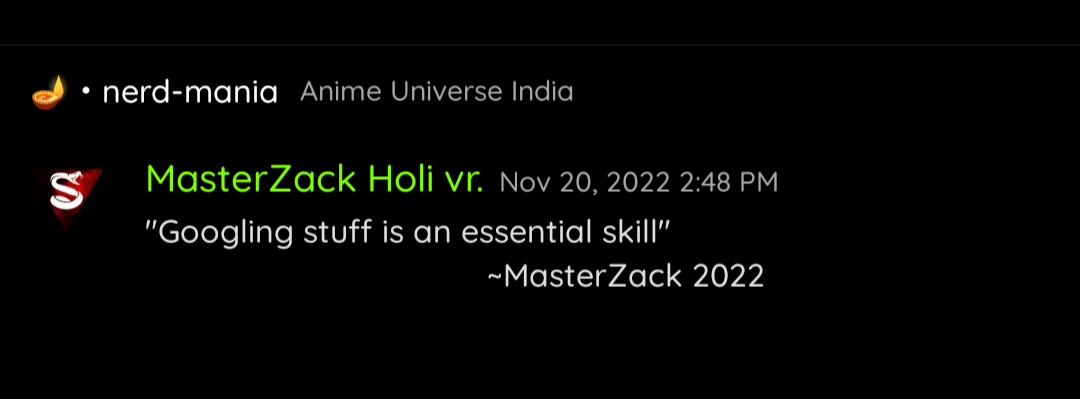 • nerd-mania Anime Universe India
MasterZack Holi vr. Nov 20, 2022 2:48 PM
"Googling stuff is an essential skill"
~MasterZack 2022